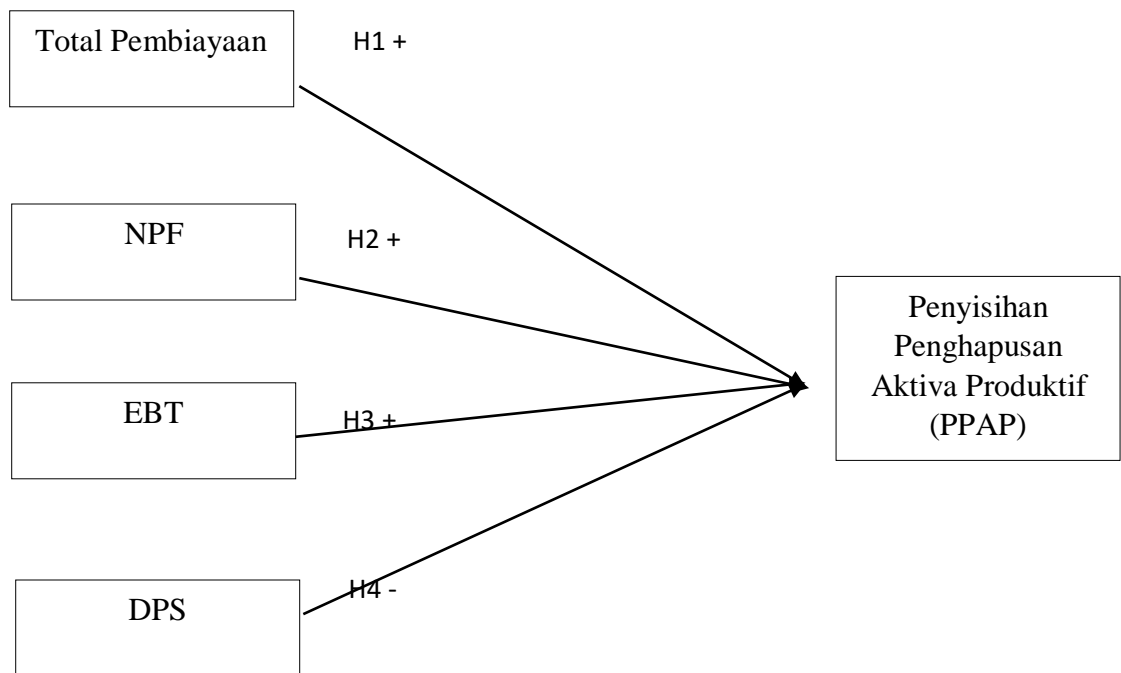 Total Pembiayaan
H1 +
NPF
H2 +
EBT
H3 +
DPS
H4 -
Penyisihan
Penghapusan
Aktiva Produktif
(PPAP)